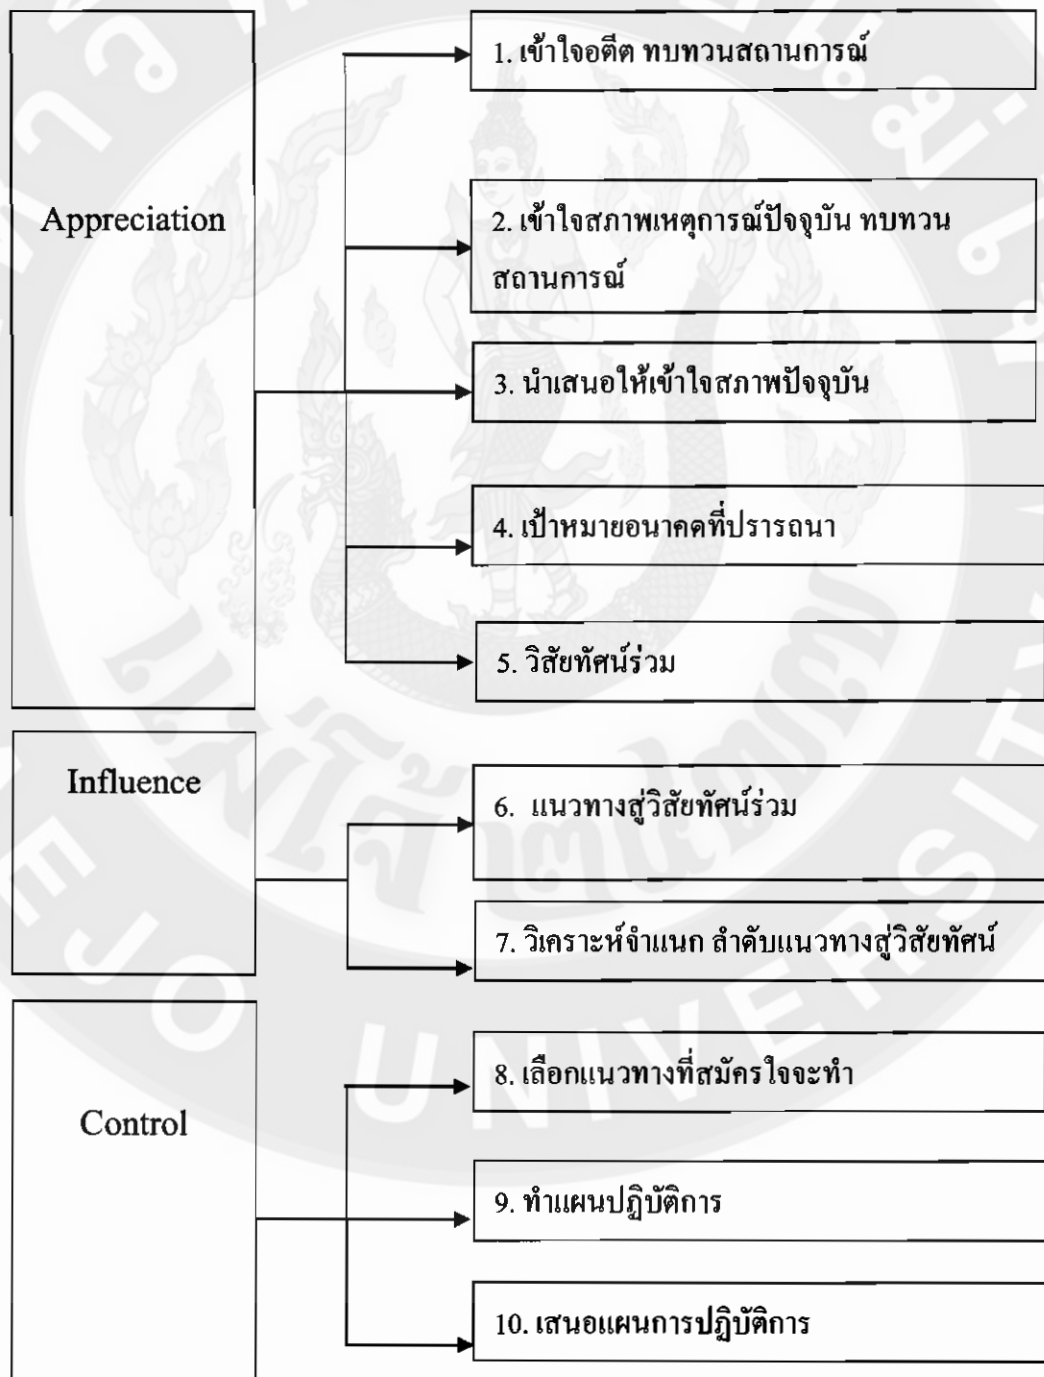 Appreciation
1. เข้าใจอดีต ทบทวนสถานการณ์
2. เข้าใจสภาพเหตุการณ์ปัจจุบัน ทบทวน
สถานการณ์
3. นำเสนอให้เข้าใจสภาพปัจจุบัน
4. เป้าหมายอนาคตที่ปรารถนา
5. วิสัยทัศน์ร่วม
Influence
6. แนวทางสู่วิสัยทัศน์ร่วม
7. วิเคราะห์จำแนก ลำดับแนวทางสู่วิสัยทัศน์
Control
8. เลือกแนวทางที่สมัครใจจะทำ
9. ทำแผนปฏิบัติการ
10. เสนอแผนการปฏิบัติการ
EJO UNIVERSITY